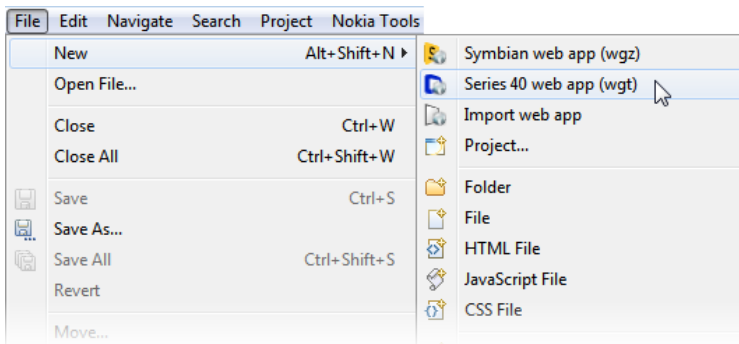 File Edit Navigate Search Project Nokia Tools
New Alt+Shift+N
Open File...
Close Ctrl+W
Close All Ctrl+Shift+W
Save Ctrl+S
Save As...
Save All Ctrl+Shift+S
Revert
Move...
Symbian web app (wgz)
Series 40 web app (wgt)
Import web app
Project...
Folder
File
HTML File
JavaScript File
CSS File